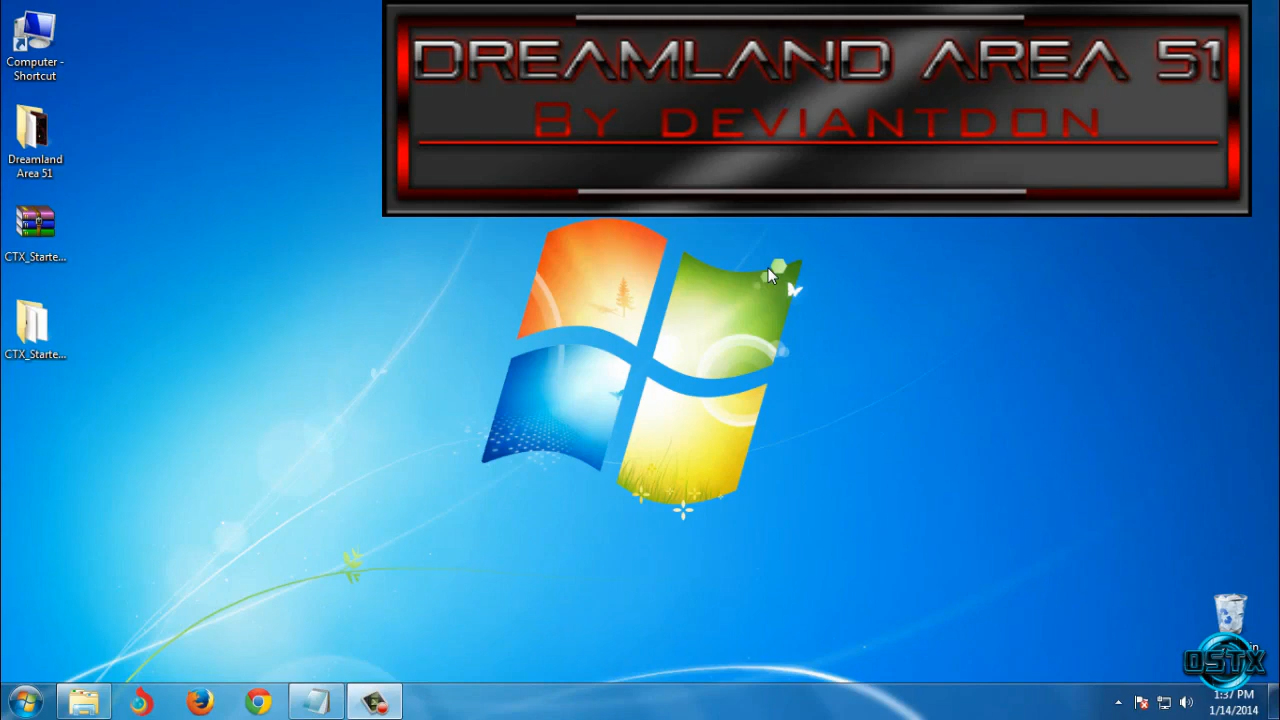 DREAMLAND AREA 51
BY DEVIANTDON
Computer -
Shortcut
Dreamland
Area 51
CTX_Starte...
CTX_Starte...
OSTX
1:37 PM
1/14/2014